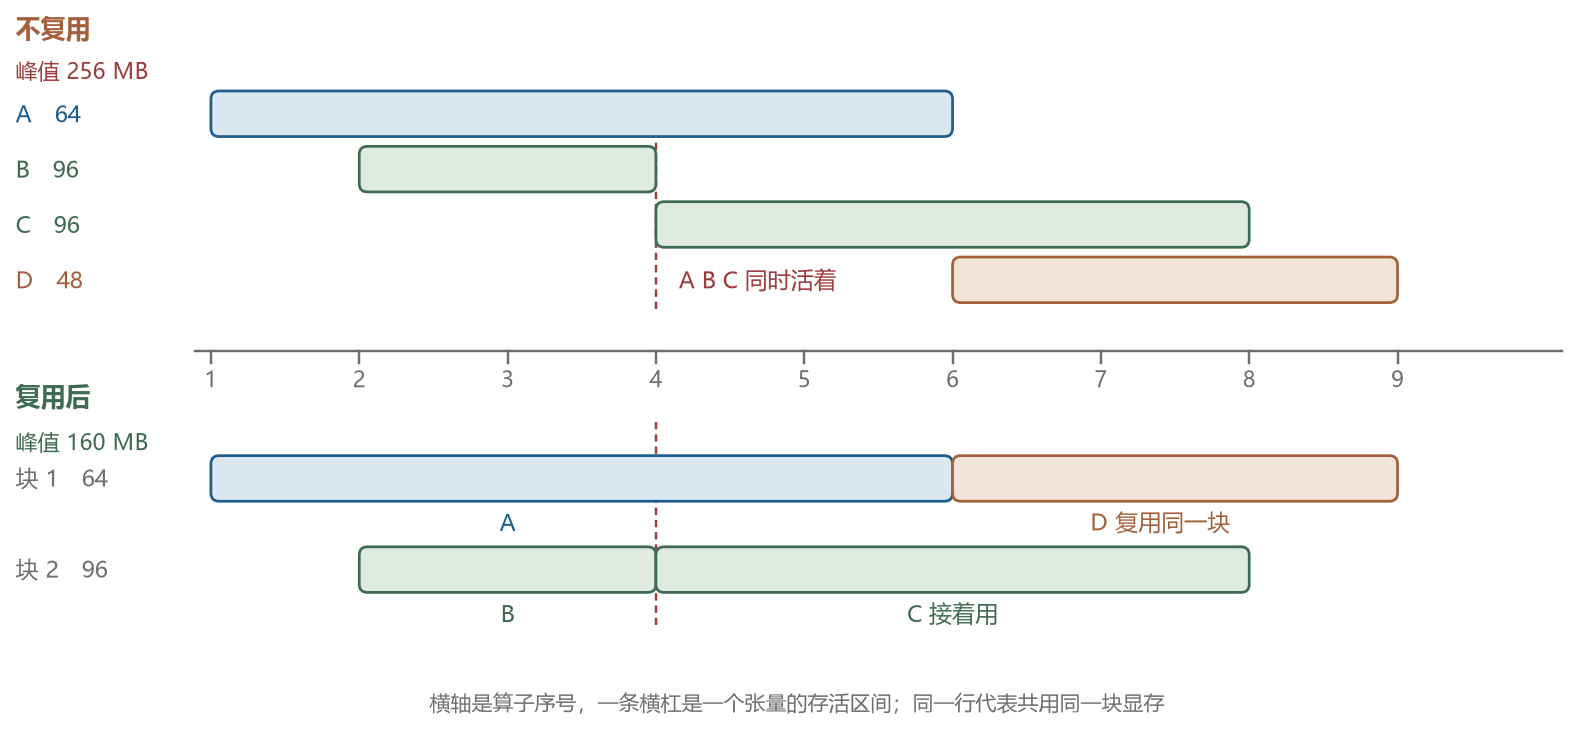 不复用
峰值 256 MB
A 64
B 96
C 96
D 48
A B C 同时活着
1 2 3 4 5 6 7 8 9
复用后
峰值 160 MB
块 1 64
A
D 复用同一块
块 2 96
B
C 接着用
横轴是算子序号，一条横杠是一个张量的存活区间；同一行代表共用同一块显存